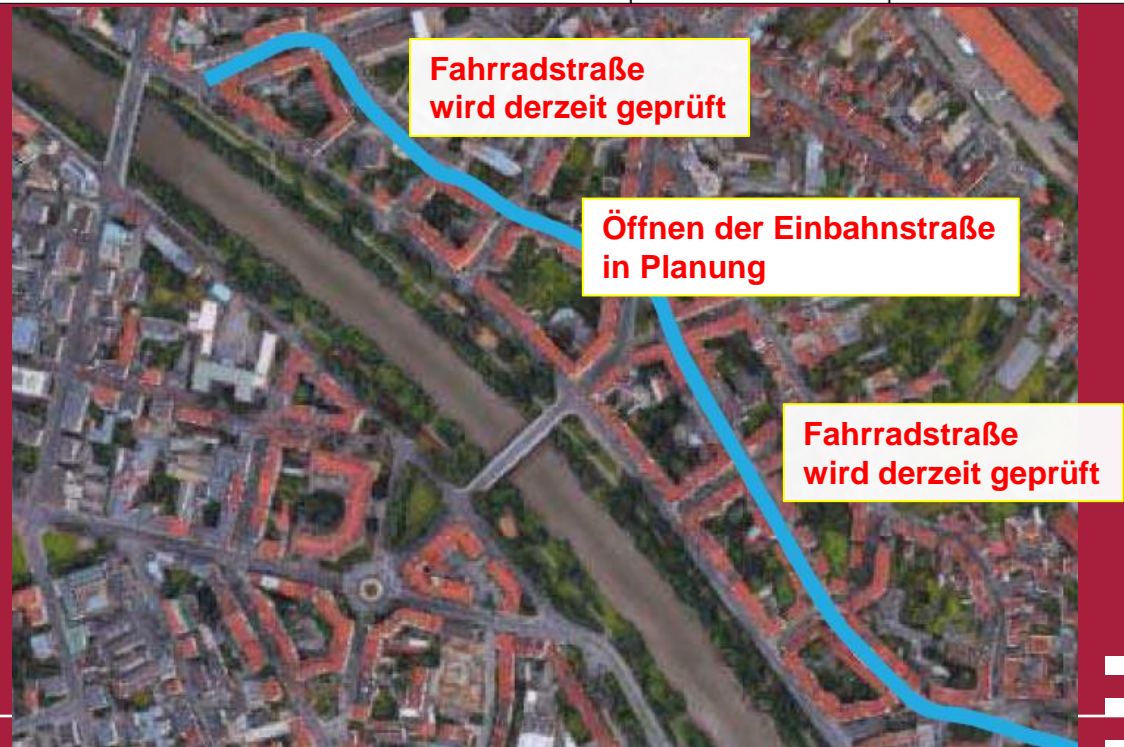 Fahrradstraße
wird derzeit geprüft
Öffnen der Einbahnstraße
in Planung
Fahrradstraße
wird derzeit geprüft